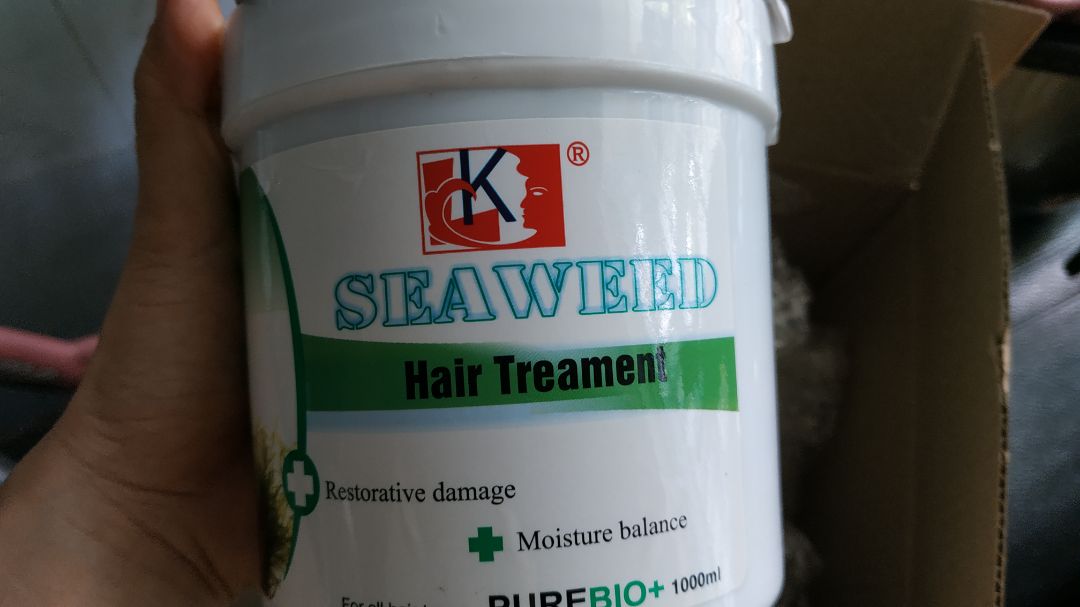 K®
SEAWEED
Hair Treament
Restorative damage
Moisture balance
PUREBIO+ 1000ml